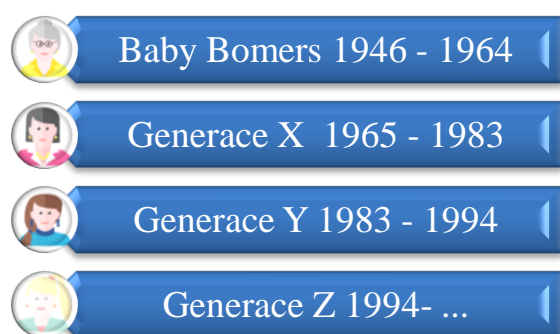 Baby Bomers 1946 - 1964
Generace X  1965 - 1983
Generace Y 1983 - 1994
Generace Z 1994- ...